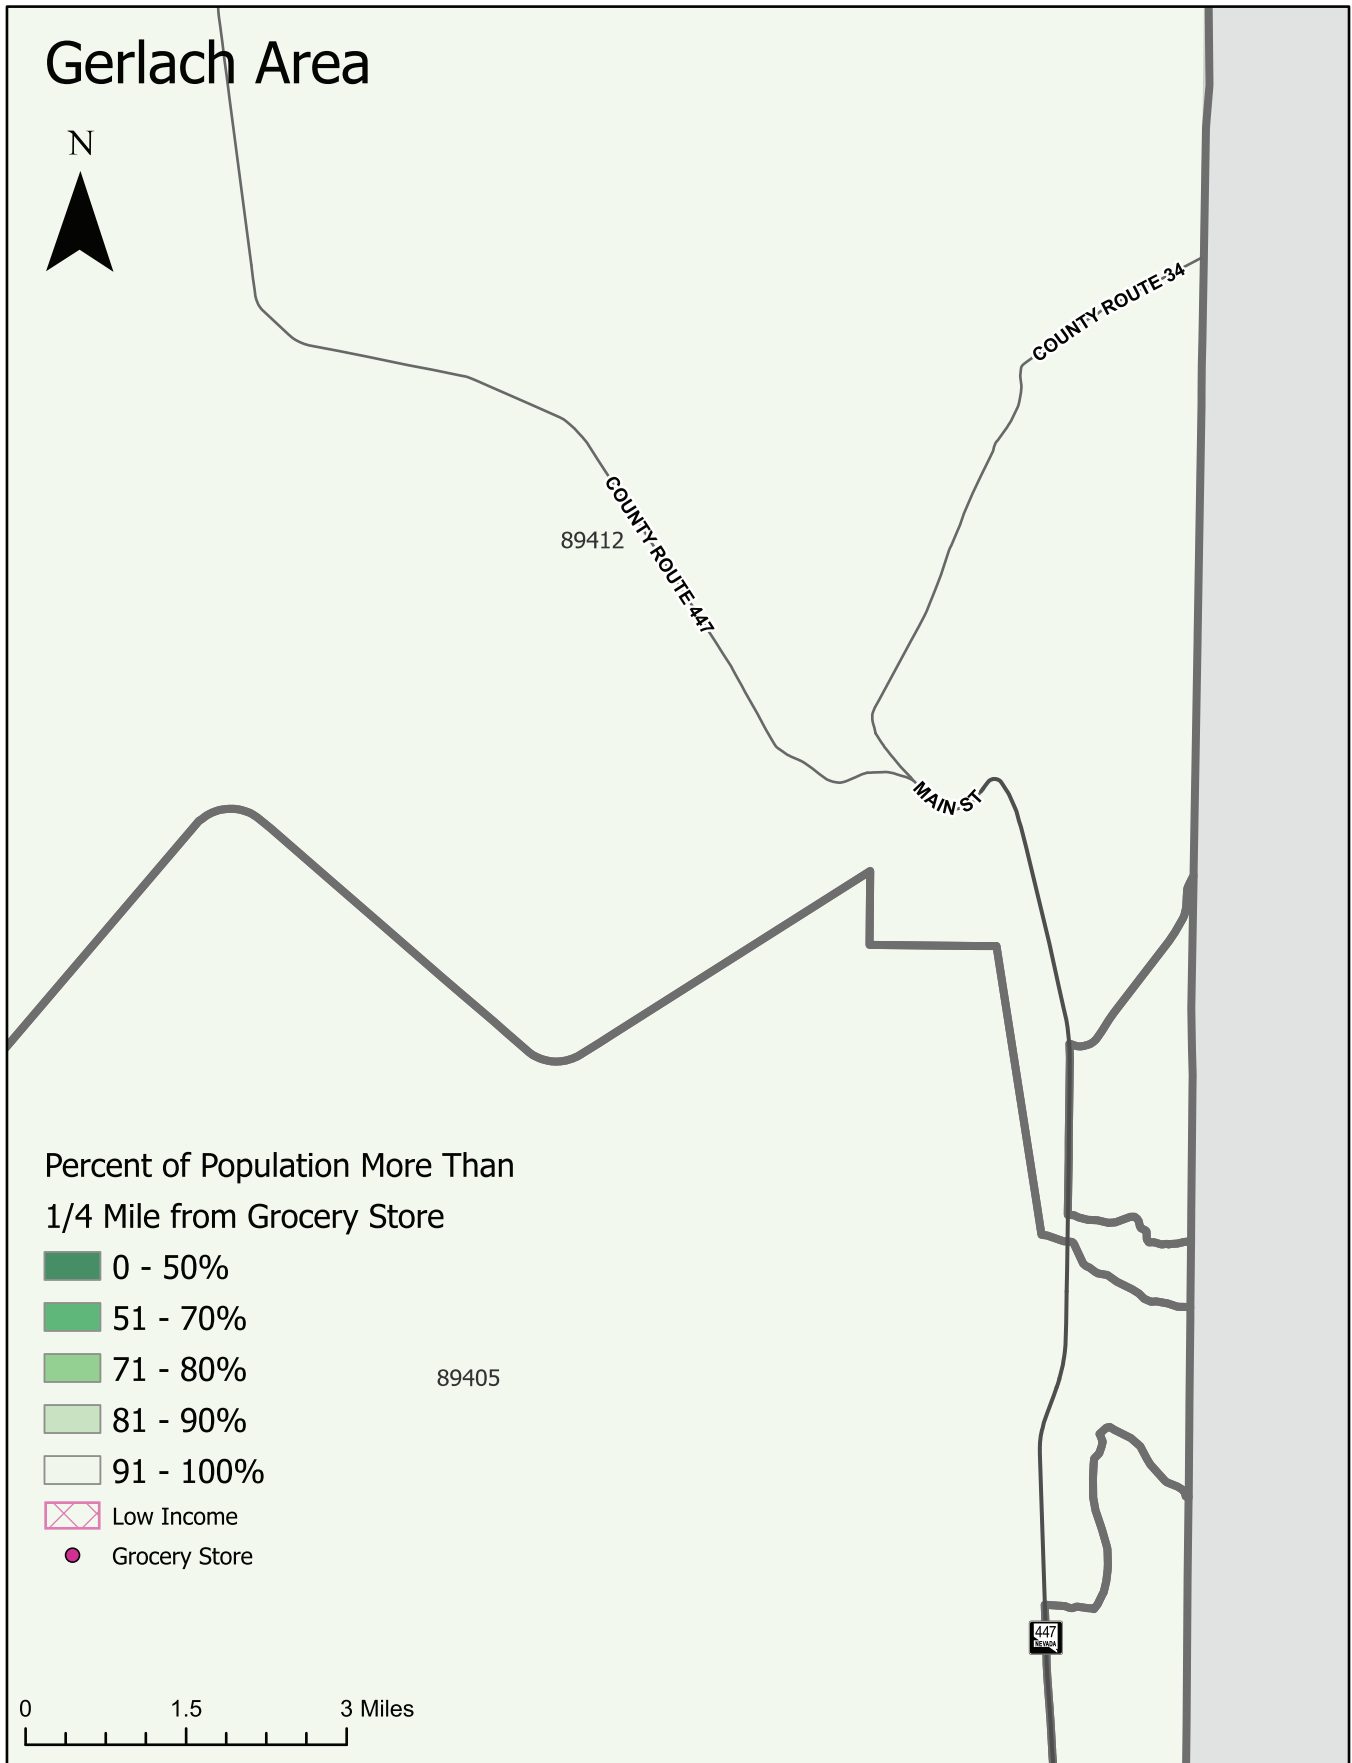 Gerlach Area
N
COUNTY ROUTE 34
COUNTY ROUTE 447
89412
MAIN ST
Percent of Population More Than
1/4 Mile from Grocery Store
0 - 50%
51 - 70%
71 - 80%
81 - 90%
91 - 100%
Low Income
Grocery Store
89405
447
NEVADA
0 1.5 3 Miles